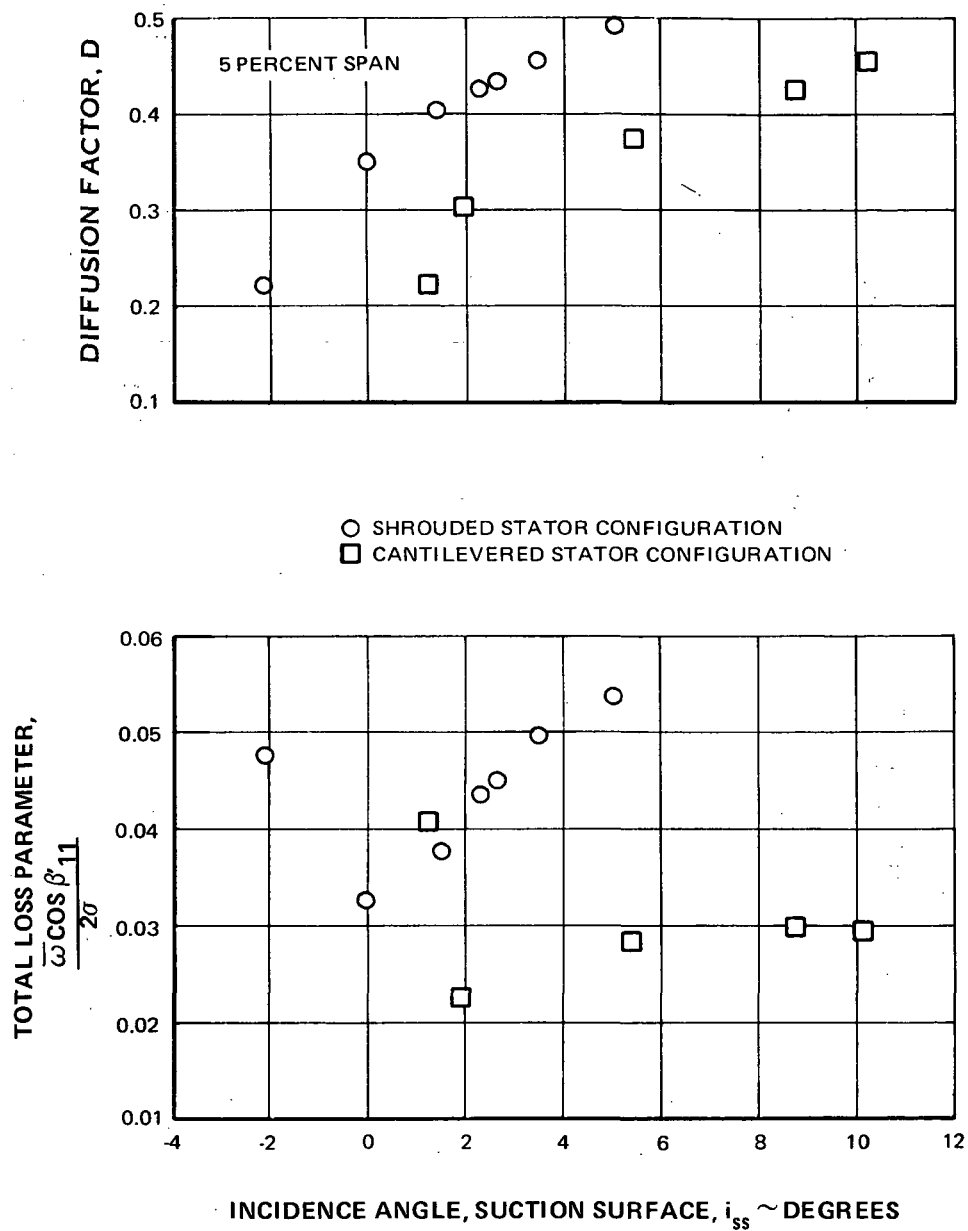 DIFFUSION FACTOR, D
0.5
0.4
0.3
0.2
0.1
5 PERCENT SPAN
SHROUDED STATOR CONFIGURATION
CANTILEVERED STATOR CONFIGURATION
TOTAL LOSS PARAMETER,
ω̅ COS β′11
2σ
0.06
0.05
0.04
0.03
0.02
0.01
-4 -2 0 2 4 6 8 10 12
INCIDENCE ANGLE, SUCTION SURFACE, iss ~ DEGREES